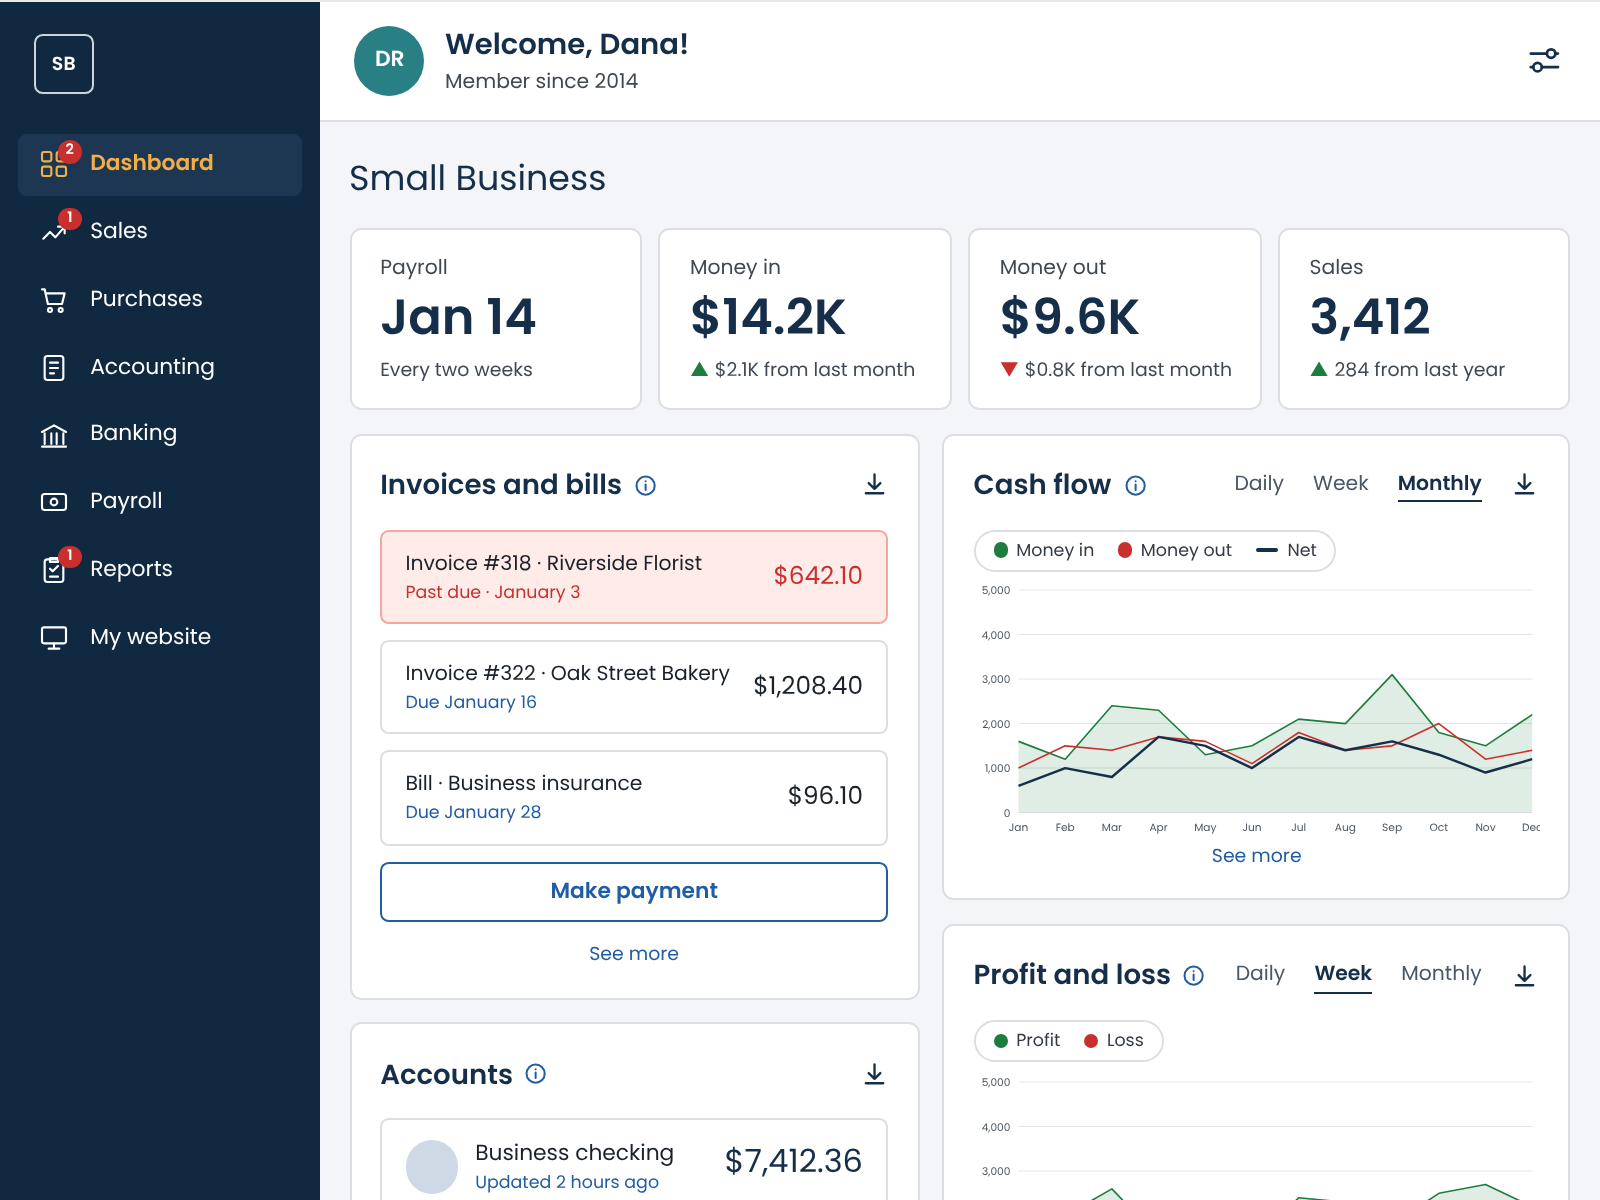 SB
2
Dashboard
1
Sales
Purchases
Accounting
Banking
Payroll
1
Reports
My website
DR
Welcome, Dana!
Member since 2014
Small Business
Payroll
Jan 14
Every two weeks
Money in
$14.2K
$2.1K from last month
Money out
$9.6K
$0.8K from last month
Sales
3,412
284 from last year
Invoices and bills
Invoice #318 · Riverside Florist
Past due · January 3
$642.10
Invoice #322 · Oak Street Bakery
Due January 16
$1,208.40
Bill · Business insurance
Due January 28
$96.10
Make payment
See more
Accounts
Business checking
Updated 2 hours ago
$7,412.36
Cash flow
Daily Week Monthly
Money in Money out Net
5,000
4,000
3,000
2,000
1,000
0
Jan Feb Mar Apr May Jun Jul Aug Sep Oct Nov Dec
See more
Profit and loss
Daily Week Monthly
Profit Loss
5,000
4,000
3,000